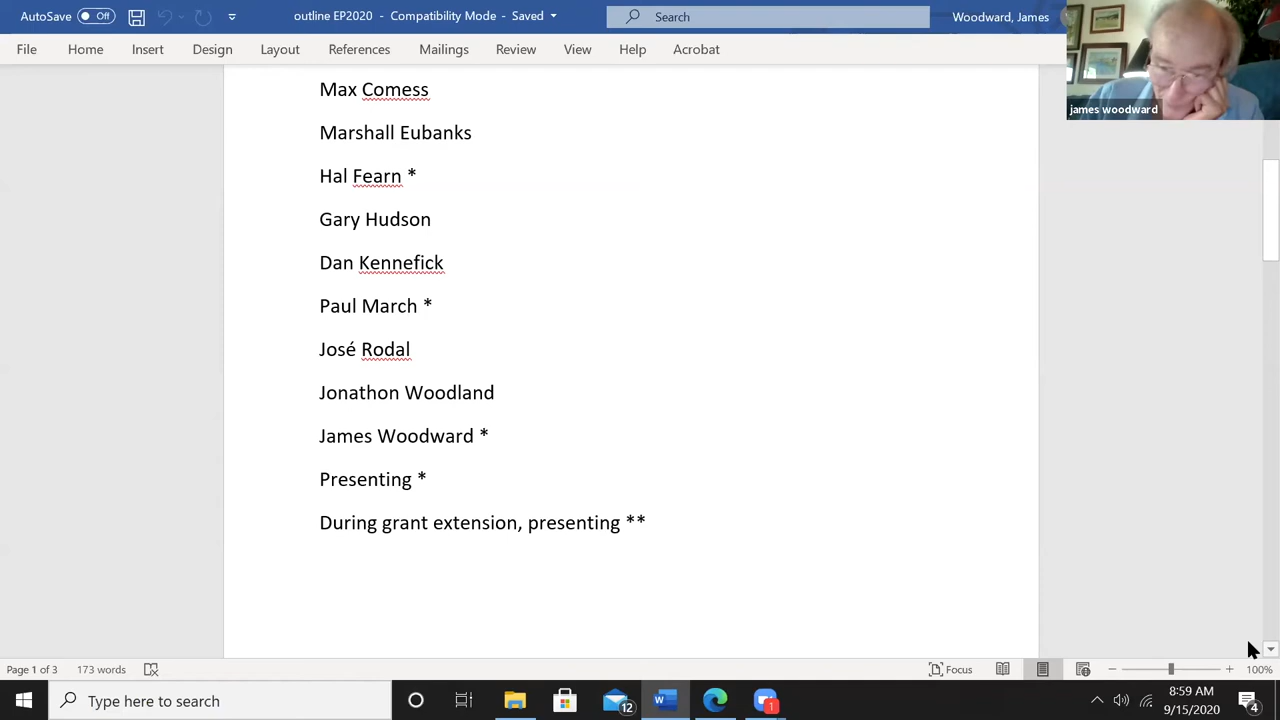 AutoSave Off outline EP2020 - Compatibility Mode - Saved Search Woodward, James
File Home Insert Design Layout References Mailings Review View Help Acrobat
james woodward
Max Comess
Marshall Eubanks
Hal Fearn *
Gary Hudson
Dan Kennefick
Paul March *
José Rodal
Jonathon Woodland
James Woodward *
Presenting *
During grant extension, presenting **
Page 1 of 3 173 words Focus 100%
Type here to search 12 W 1 8:59 AM
9/15/2020 4